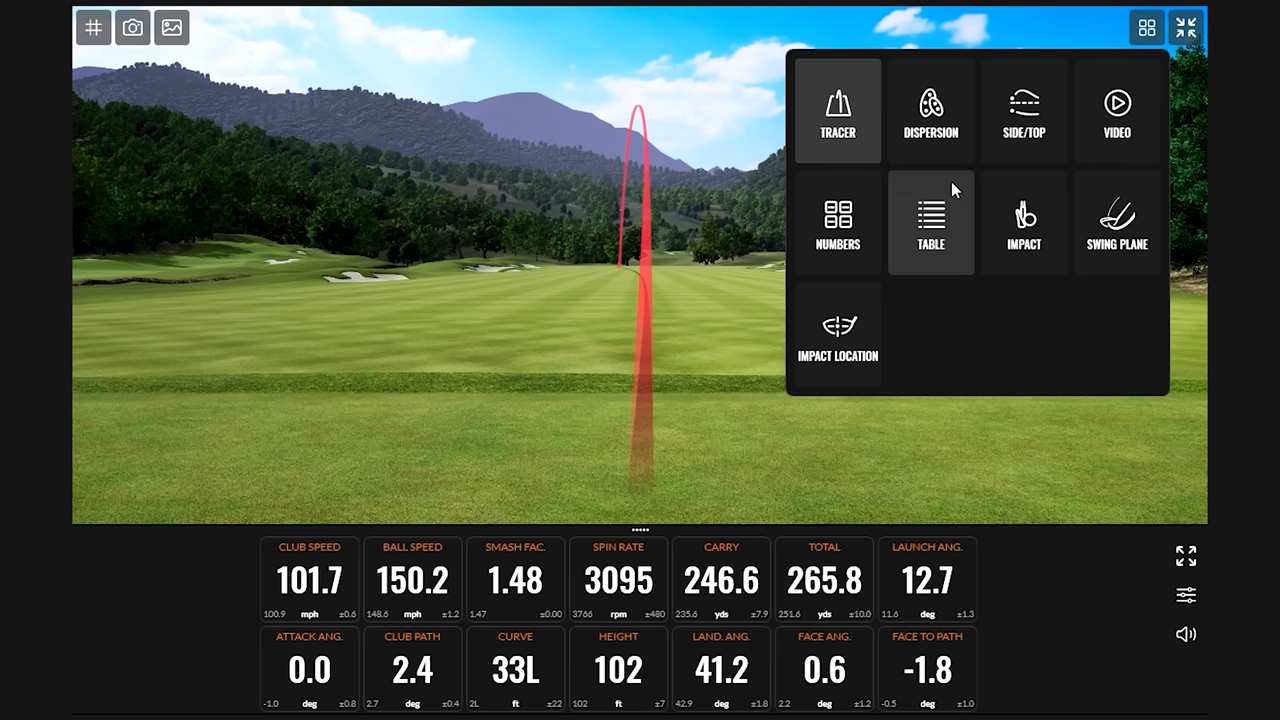 TRACER DISPERSION SIDE/TOP VIDEO
NUMBERS TABLE IMPACT SWING PLANE
IMPACT LOCATION
CLUB SPEED BALL SPEED SMASH FAC. SPIN RATE CARRY TOTAL LAUNCH ANG.
101.7 150.2 1.48 3095 246.6 265.8 12.7
100.9 mph ±0.6 148.6 mph ±1.2 1.47 ±0.00 3766 rpm ±480 235.6 yds ±7.9 251.6 yds ±10.0 11.6 deg ±1.3
ATTACK ANG. CLUB PATH CURVE HEIGHT LAND. ANG. FACE ANG. FACE TO PATH
0.0 2.4 33L 102 41.2 0.6 -1.8
-1.0 deg ±0.8 2.7 deg ±0.4 2L ft ±22 102 ft ±7 42.9 deg ±1.8 2.2 deg ±1.2 -0.5 deg ±1.0